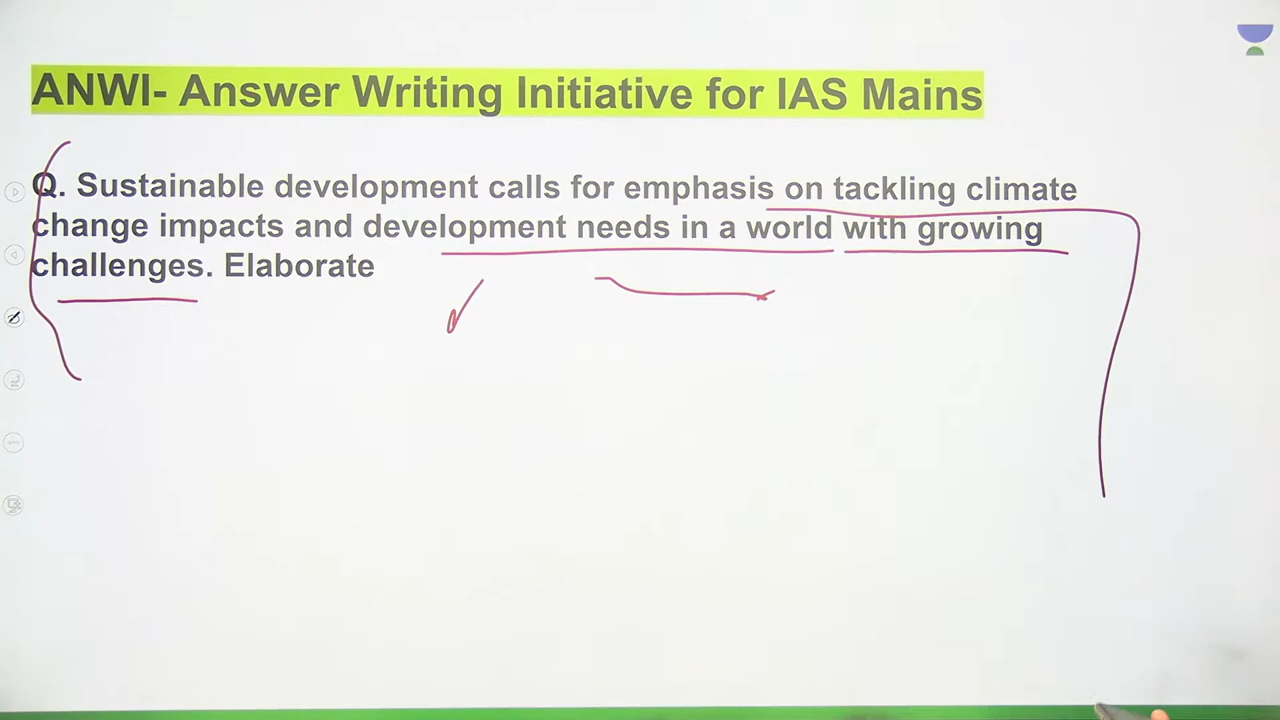 ANWI- Answer Writing Initiative for IAS Mains
Q. Sustainable development calls for emphasis on tackling climate
change impacts and development needs in a world with growing
challenges. Elaborate